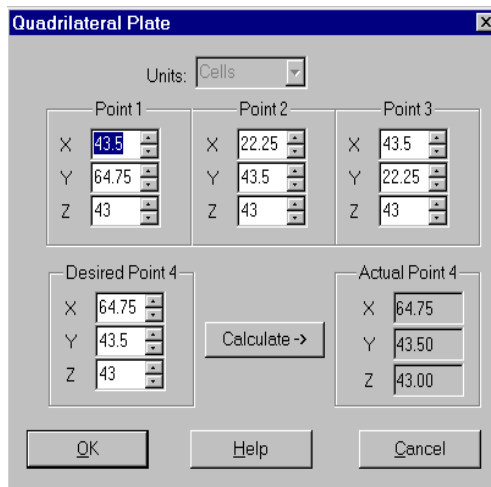 Quadrilateral Plate
Units: Cells
Point 1 Point 2 Point 3
X 43.5 X 22.25 X 43.5
Y 64.75 Y 43.5 Y 22.25
Z 43 Z 43 Z 43
Desired Point 4 Actual Point 4
X 64.75 X 64.75
Y 43.5 Calculate -> Y 43.50
Z 43 Z 43.00
OK Help Cancel